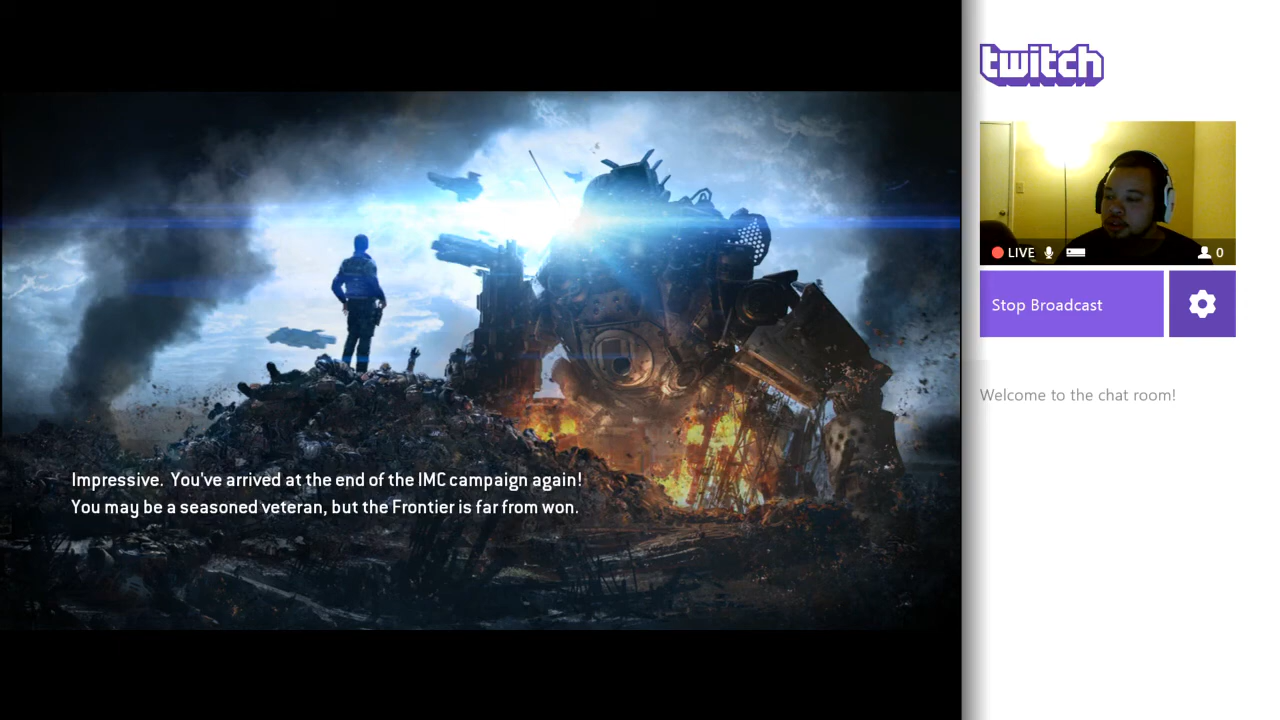 Impressive.  You've arrived at the end of the IMC campaign again!
You may be a seasoned veteran, but the Frontier is far from won.
twitch
LIVE
0
Stop Broadcast
Welcome to the chat room!